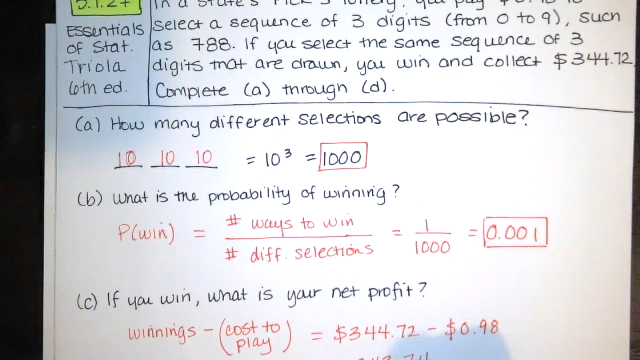 5.1.27
In a state's Pick 3 lottery, you pay $0.98 to
select a sequence of 3 digits (from 0 to 9), such
as 788. If you select the same sequence of 3
digits that are drawn, you win and collect $344.72.
Complete (a) through (d).
Essentials
of Stat.
Triola
6th ed.
(a) How many different selections are possible?
10 10 10 = 10³ = 1000
(b) What is the probability of winning?
P(win) = # ways to win / # diff. selections = 1 / 1000 = 0.001
(c) If you win, what is your net profit?
winnings - (cost to play) = $344.72 - $0.98